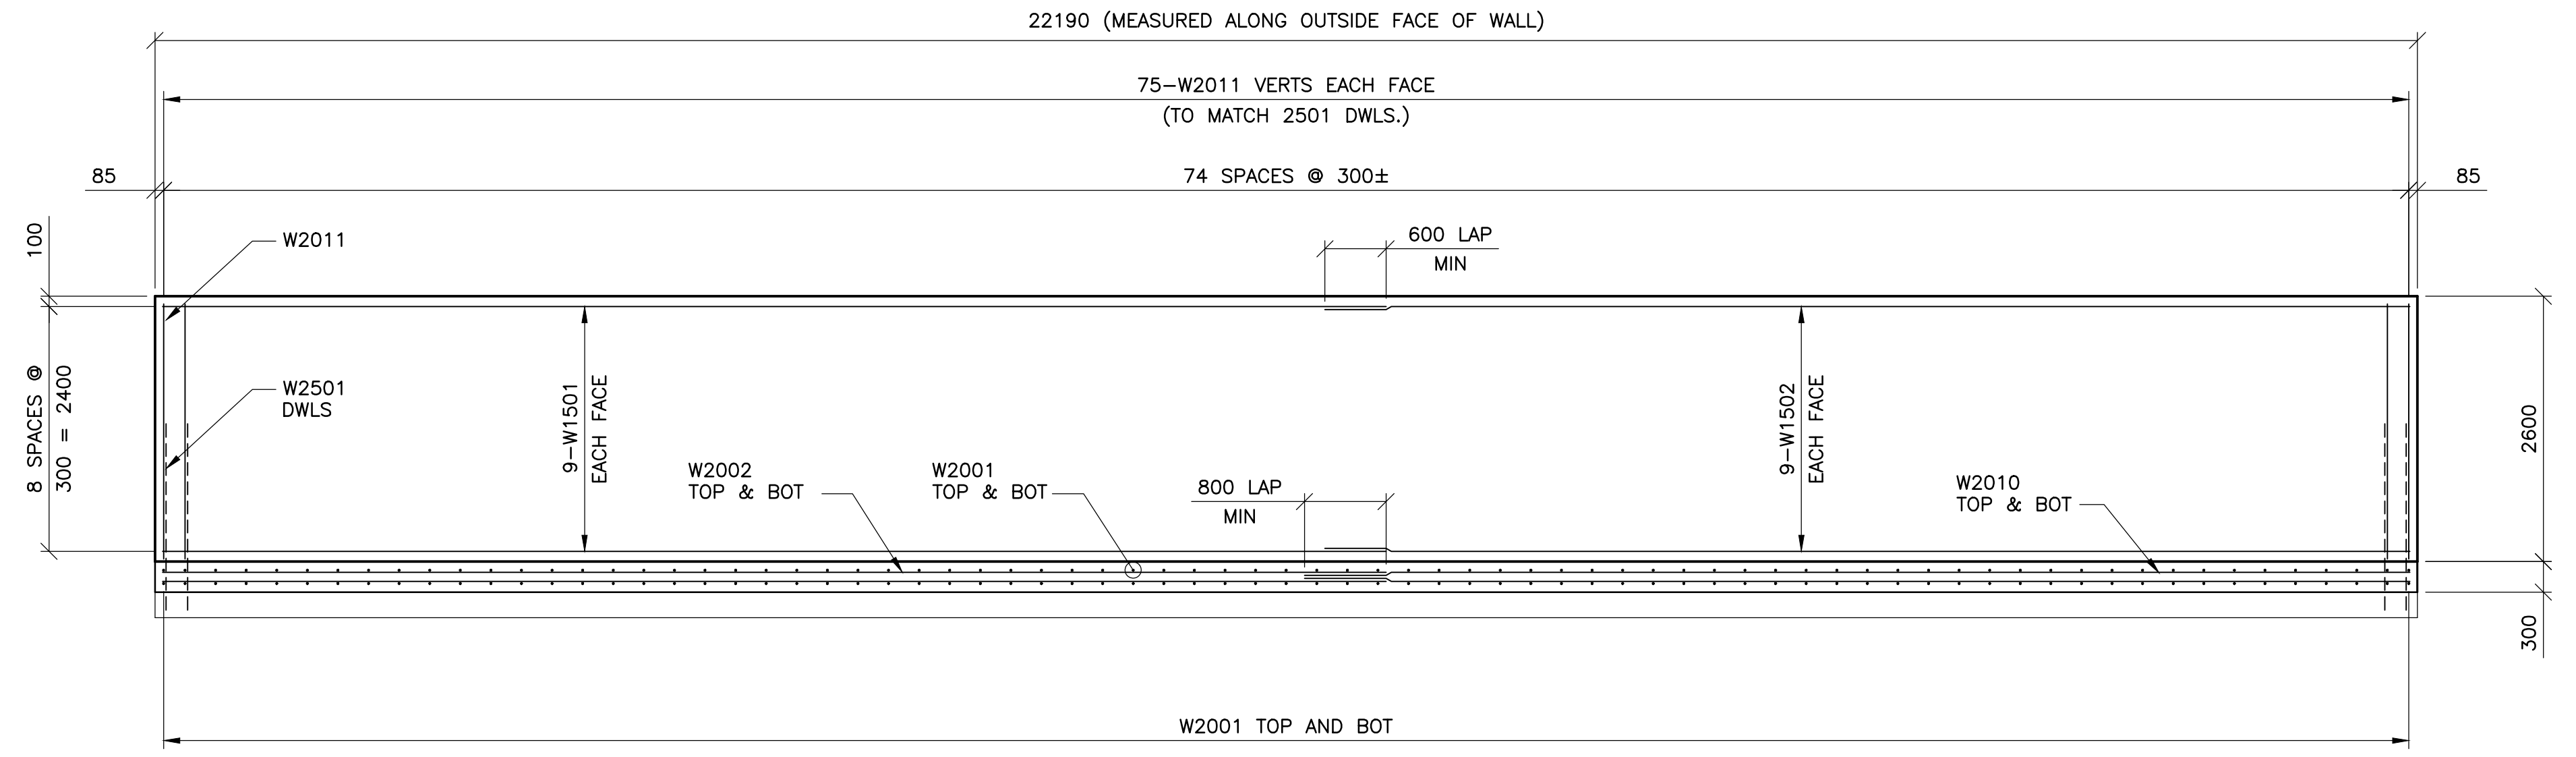 22190 (MEASURED ALONG OUTSIDE FACE OF WALL)
75-W2011 VERTS EACH FACE
(TO MATCH 2501 DWLS.)
85
74 SPACES @ 300±
85
100
W2011
600 LAP
MIN
8 SPACES @
300 = 2400
W2501
DWLS
9-W1501
EACH FACE
9-W1502
EACH FACE
2600
W2002
TOP & BOT
W2001
TOP & BOT
800 LAP
MIN
W2010
TOP & BOT
300
W2001 TOP AND BOT